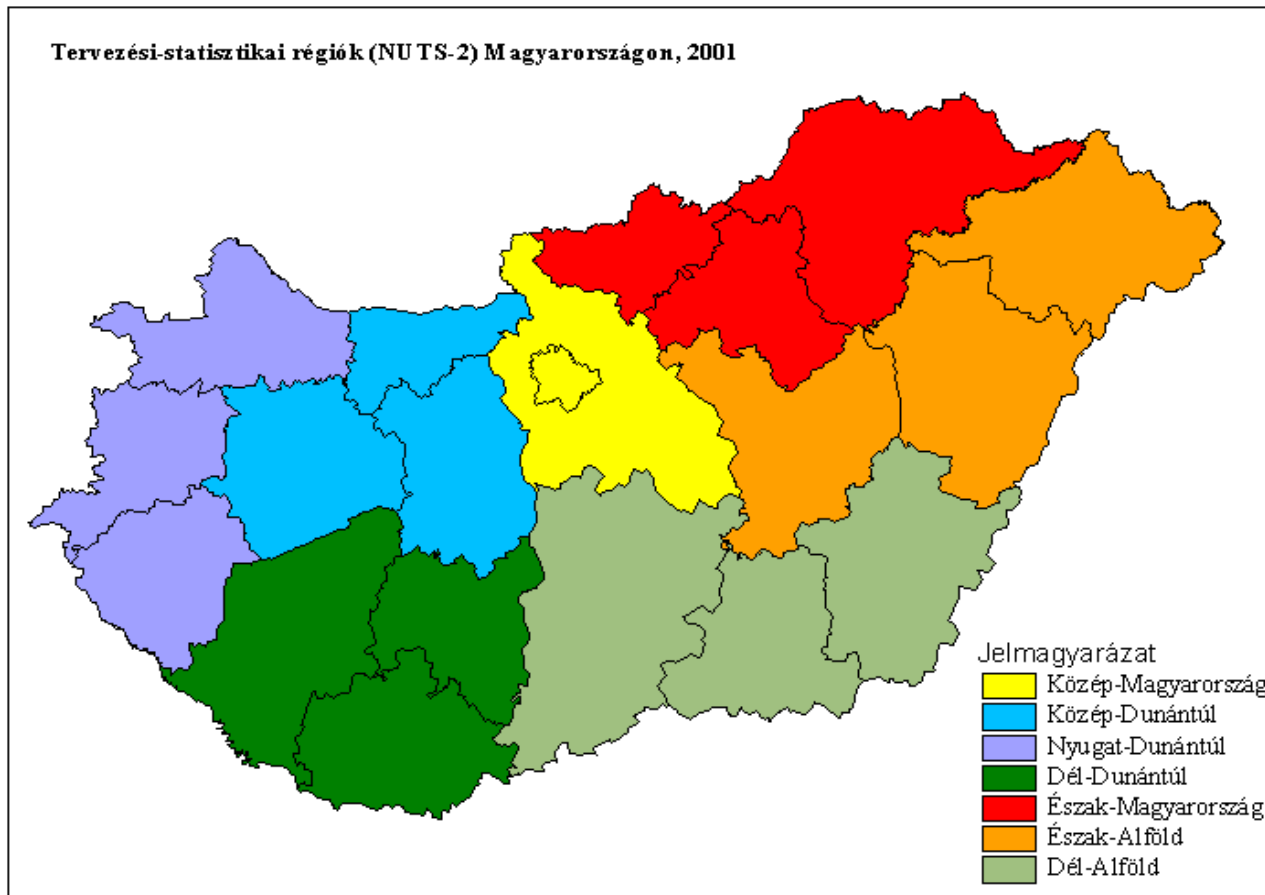 Tervezési-statisztikai régiók (NUTS-2) Magyarországon, 2001
Jelmagyarázat
Közép-Magyarország
Közép-Dunántúl
Nyugat-Dunántúl
Dél-Dunántúl
Észak-Magyarország
Észak-Alföld
Dél-Alföld